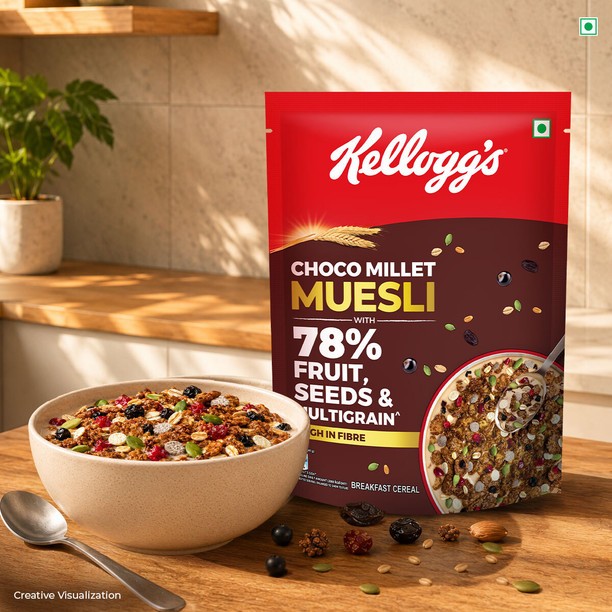 Kellogg's
CHOCO MILLET
MUESLI
WITH
78%
FRUIT,
SEEDS &
ULTIGRAIN^
GH IN FIBRE
BREAKFAST CEREAL
Creative Visualization